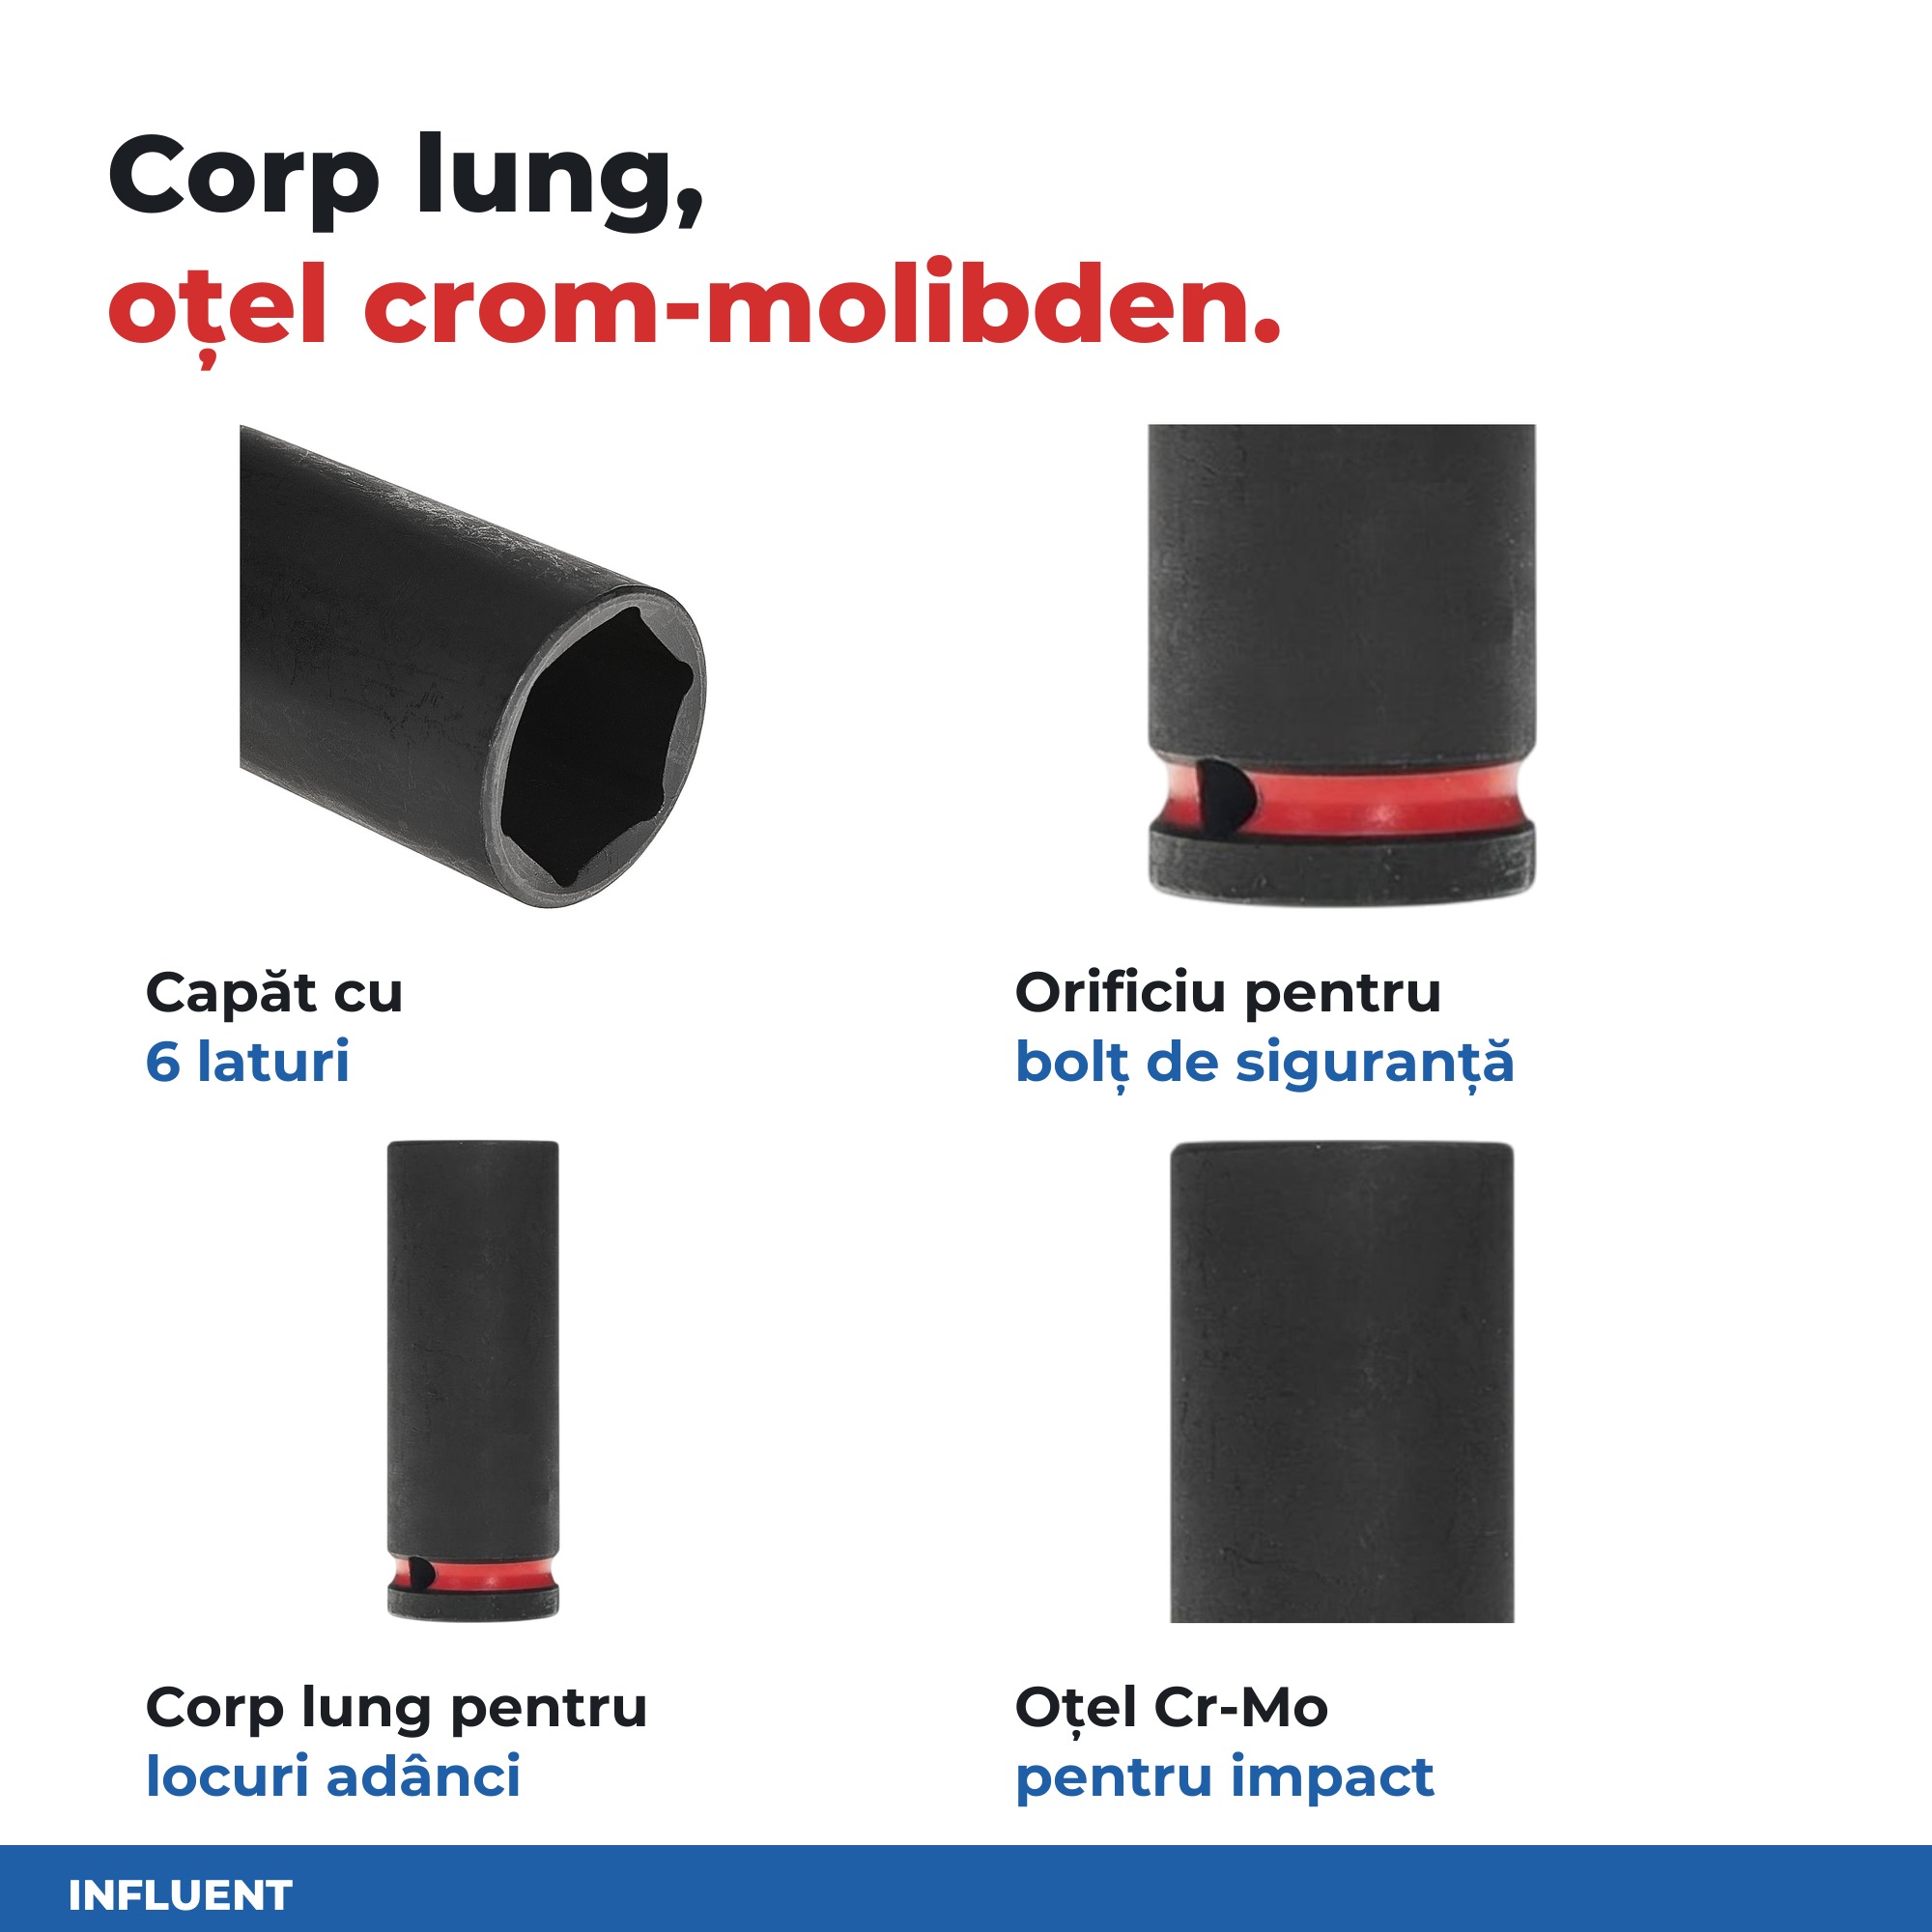 Corp lung,
oțel crom-molibden.
Capăt cu
6 laturi
Orificiu pentru
bolț de siguranță
Corp lung pentru
locuri adânci
Oțel Cr-Mo
pentru impact
INFLUENT